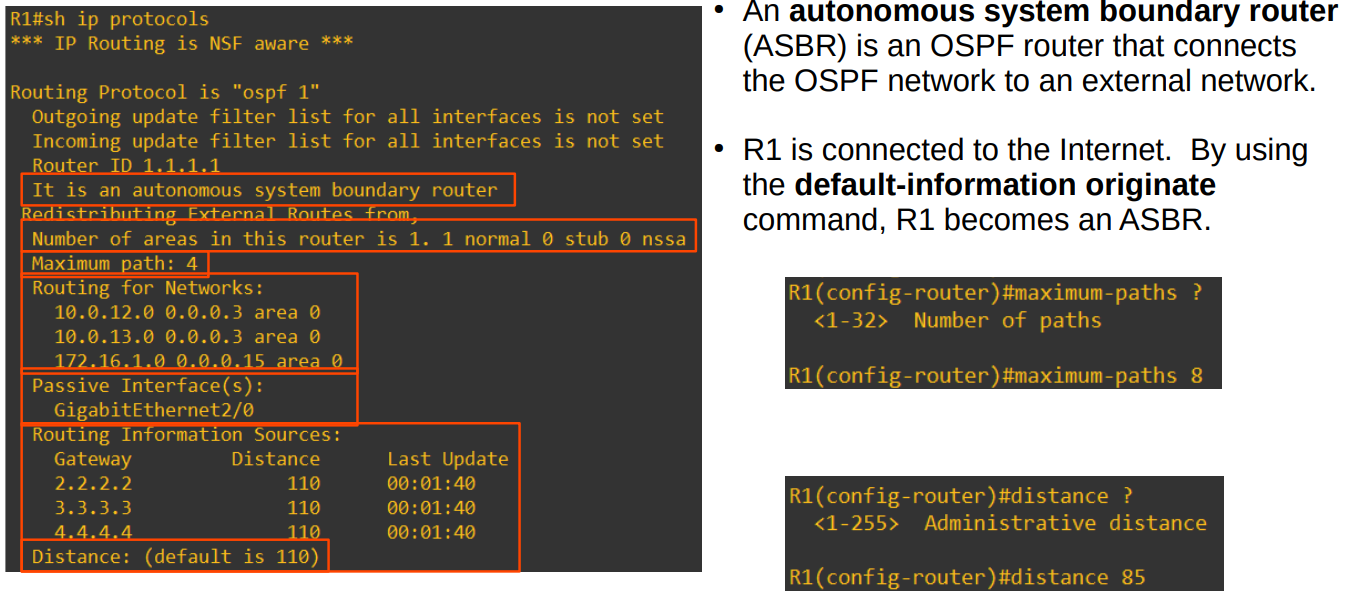 R1#sh ip protocols
*** IP Routing is NSF aware ***
Routing Protocol is "ospf 1"
Outgoing update filter list for all interfaces is not set
Incoming update filter list for all interfaces is not set
Router ID 1.1.1.1
It is an autonomous system boundary router
Redistributing External Routes from,
Number of areas in this router is 1. 1 normal 0 stub 0 nssa
Maximum path: 4
Routing for Networks:
10.0.12.0 0.0.0.3 area 0
10.0.13.0 0.0.0.3 area 0
172.16.1.0 0.0.0.15 area 0
Passive Interface(s):
GigabitEthernet2/0
Routing Information Sources:
Gateway Distance Last Update
2.2.2.2 110 00:01:40
3.3.3.3 110 00:01:40
4.4.4.4 110 00:01:40
Distance: (default is 110)
• An autonomous system boundary router
(ASBR) is an OSPF router that connects
the OSPF network to an external network.
• R1 is connected to the Internet. By using
the default-information originate
command, R1 becomes an ASBR.
R1(config-router)#maximum-paths ?
<1-32> Number of paths
R1(config-router)#maximum-paths 8
R1(config-router)#distance ?
<1-255> Administrative distance
R1(config-router)#distance 85